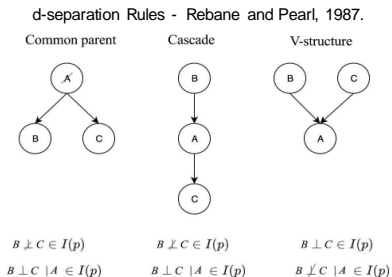 d-separation Rules - Rebane and Pearl, 1987.
Common parent Cascade V-structure
A B B C
B C A A
C
B ⊥̸ C ∈ I(p) B ⊥̸ C ∈ I(p) B ⊥ C ∈ I(p)
B ⊥ C | A ∈ I(p) B ⊥ C | A ∈ I(p) B ⊥̸ C | A ∈ I(p)